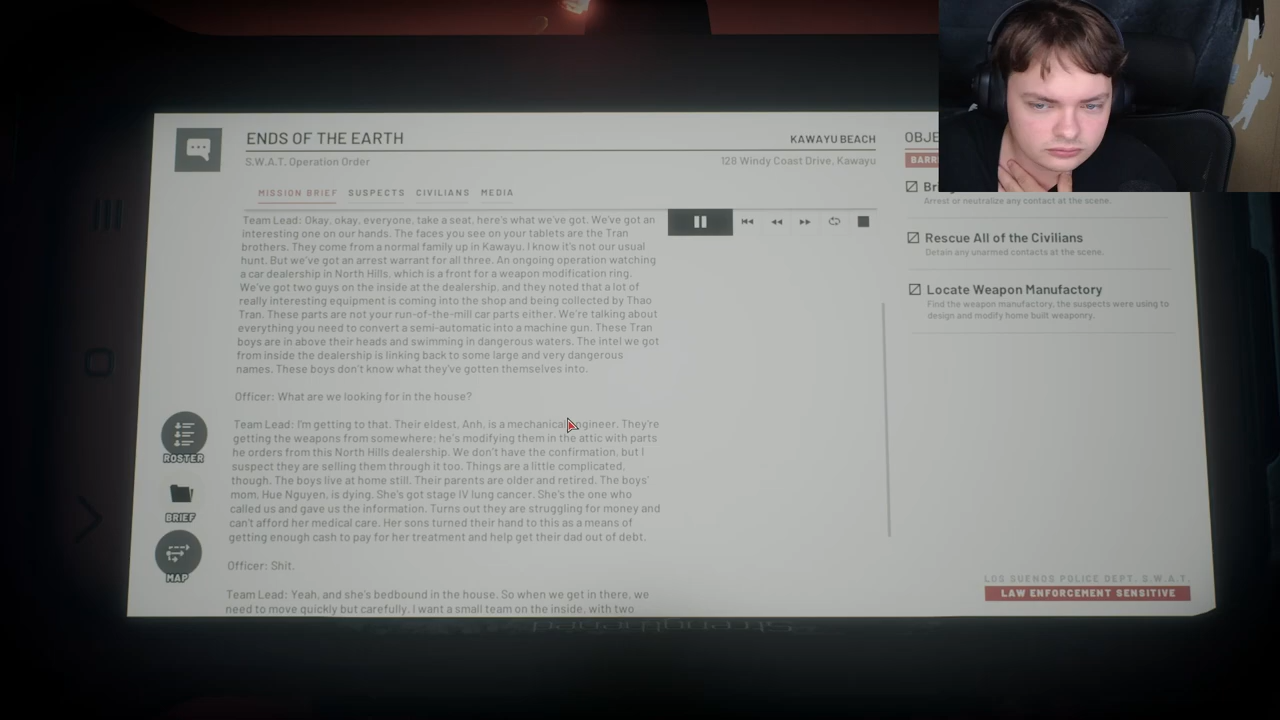 ENDS OF THE EARTH
KAWAYU BEACH
S.W.A.T. Operation Order
128 Windy Coast Drive, Kawayu
MISSION BRIEF SUSPECTS CIVILIANS MEDIA
Team Lead: Okay, okay, everyone, take a seat, here's what we've got. We've got an
interesting one on our hands. The faces you see on your tablets are the Tran
brothers. They come from a normal family up in Kawayu. I know it's not our usual
hunt. But we've got an arrest warrant for all three. An ongoing operation watching
a car dealership in North Hills, which is a front for a weapon modification ring.
We've got two guys on the inside at the dealership, and they noted that a lot of
really interesting equipment is coming into the shop and being collected by Thao
Tran. These parts are not your run-of-the-mill car parts either. We're talking about
everything you need to convert a semi-automatic into a machine gun. These Tran
boys are in above their heads and swimming in dangerous waters. The intel we got
from inside the dealership is linking back to some large and very dangerous
names. These boys don't know what they've gotten themselves into.
Officer: What are we looking for in the house?
Team Lead: I'm getting to that. Their eldest, Anh, is a mechanical engineer. They're
getting the weapons from somewhere; he's modifying them in the attic with parts
he orders from this North Hills dealership. We don't have the confirmation, but I
suspect they are selling them through it too. Things are a little complicated,
though. The boys live at home still. Their parents are older and retired. The boys'
mom, Hue Nguyen, is dying. She's got stage IV lung cancer. She's the one who
called us and gave us the information. Turns out they are struggling for money and
can't afford her medical care. Her sons turned their hand to this as a means of
getting enough cash to pay for her treatment and help get their dad out of debt.
Officer: Shit.
Team Lead: Yeah, and she's bedbound in the house. So when we get in there, we
need to move quickly but carefully. I want a small team on the inside, with two
ROSTER
BRIEF
MAP
OBJE
Arrest or neutralize any contact at the scene.
Rescue All of the Civilians
Detain any unarmed contacts at the scene.
Locate Weapon Manufactory
Find the weapon manufactory, the suspects were using to
design and modify home built weaponry.
LOS SUENOS POLICE DEPT. S.W.A.T.
LAW ENFORCEMENT SENSITIVE